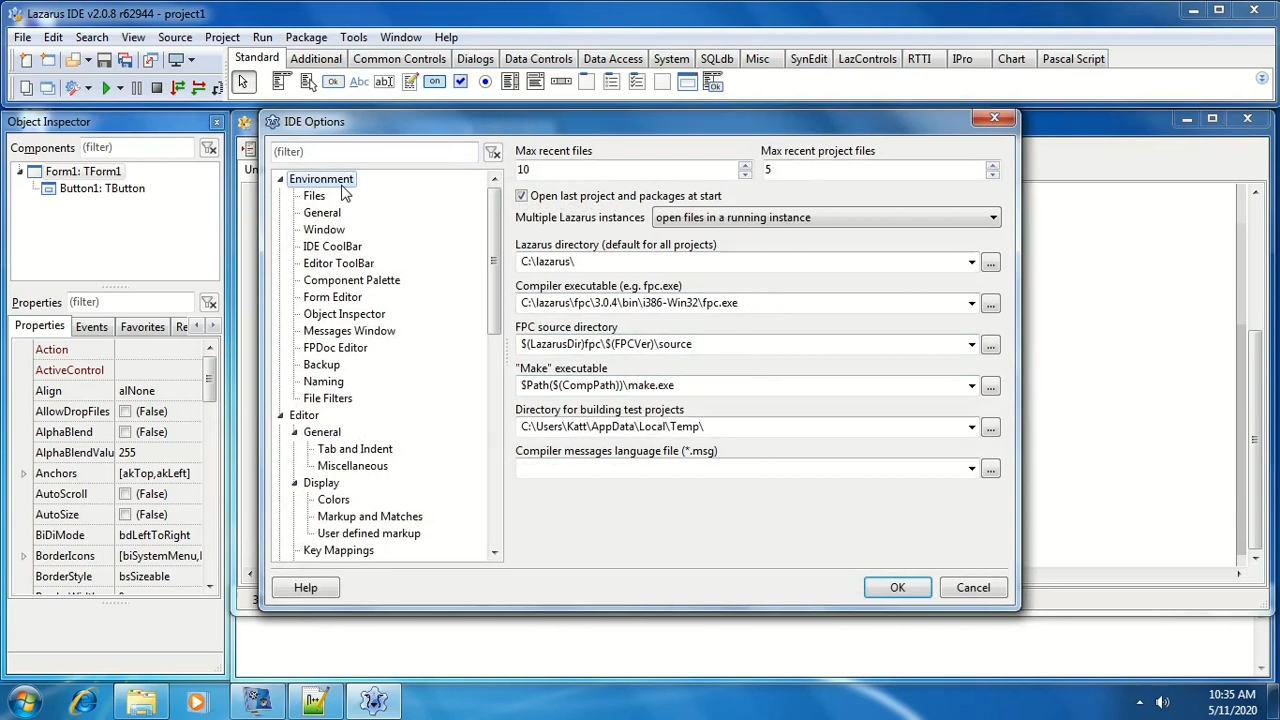 Lazarus IDE v2.0.8 r62944 - project1
File Edit Search View Source Project Run Package Tools Window Help
Standard Additional Common Controls Dialogs Data Controls Data Access System SQLdb Misc SynEdit LazControls RTTI IPro Chart Pascal Script
Ok Abc abI on Ok
Object Inspector
Components (filter)
Form1: TForm1
Button1: TButton
Properties (filter)
Properties Events Favorites Re
Action
ActiveControl
Align alNone
AllowDropFiles (False)
AlphaBlend (False)
AlphaBlendValu 255
Anchors [akTop,akLeft]
AutoScroll (False)
AutoSize (False)
BiDiMode bdLeftToRight
BorderIcons [biSystemMenu,
BorderStyle bsSizeable
IDE Options
(filter)
Environment
Files
General
Window
IDE CoolBar
Editor ToolBar
Component Palette
Form Editor
Object Inspector
Messages Window
FPDoc Editor
Backup
Naming
File Filters
Editor
General
Tab and Indent
Miscellaneous
Display
Colors
Markup and Matches
User defined markup
Key Mappings
Max recent files Max recent project files
10 5
Open last project and packages at start
Multiple Lazarus instances open files in a running instance
Lazarus directory (default for all projects)
C:\lazarus\
...
Compiler executable (e.g. fpc.exe)
C:\lazarus\fpc\3.0.4\bin\i386-Win32\fpc.exe
...
FPC source directory
$(LazarusDir)fpc\$(FPCVer)\source
...
"Make" executable
$Path($(CompPath))\make.exe
...
Directory for building test projects
C:\Users\Katt\AppData\Local\Temp\
...
Compiler messages language file (*.msg)
...
Help OK Cancel
10:35 AM
5/11/2020